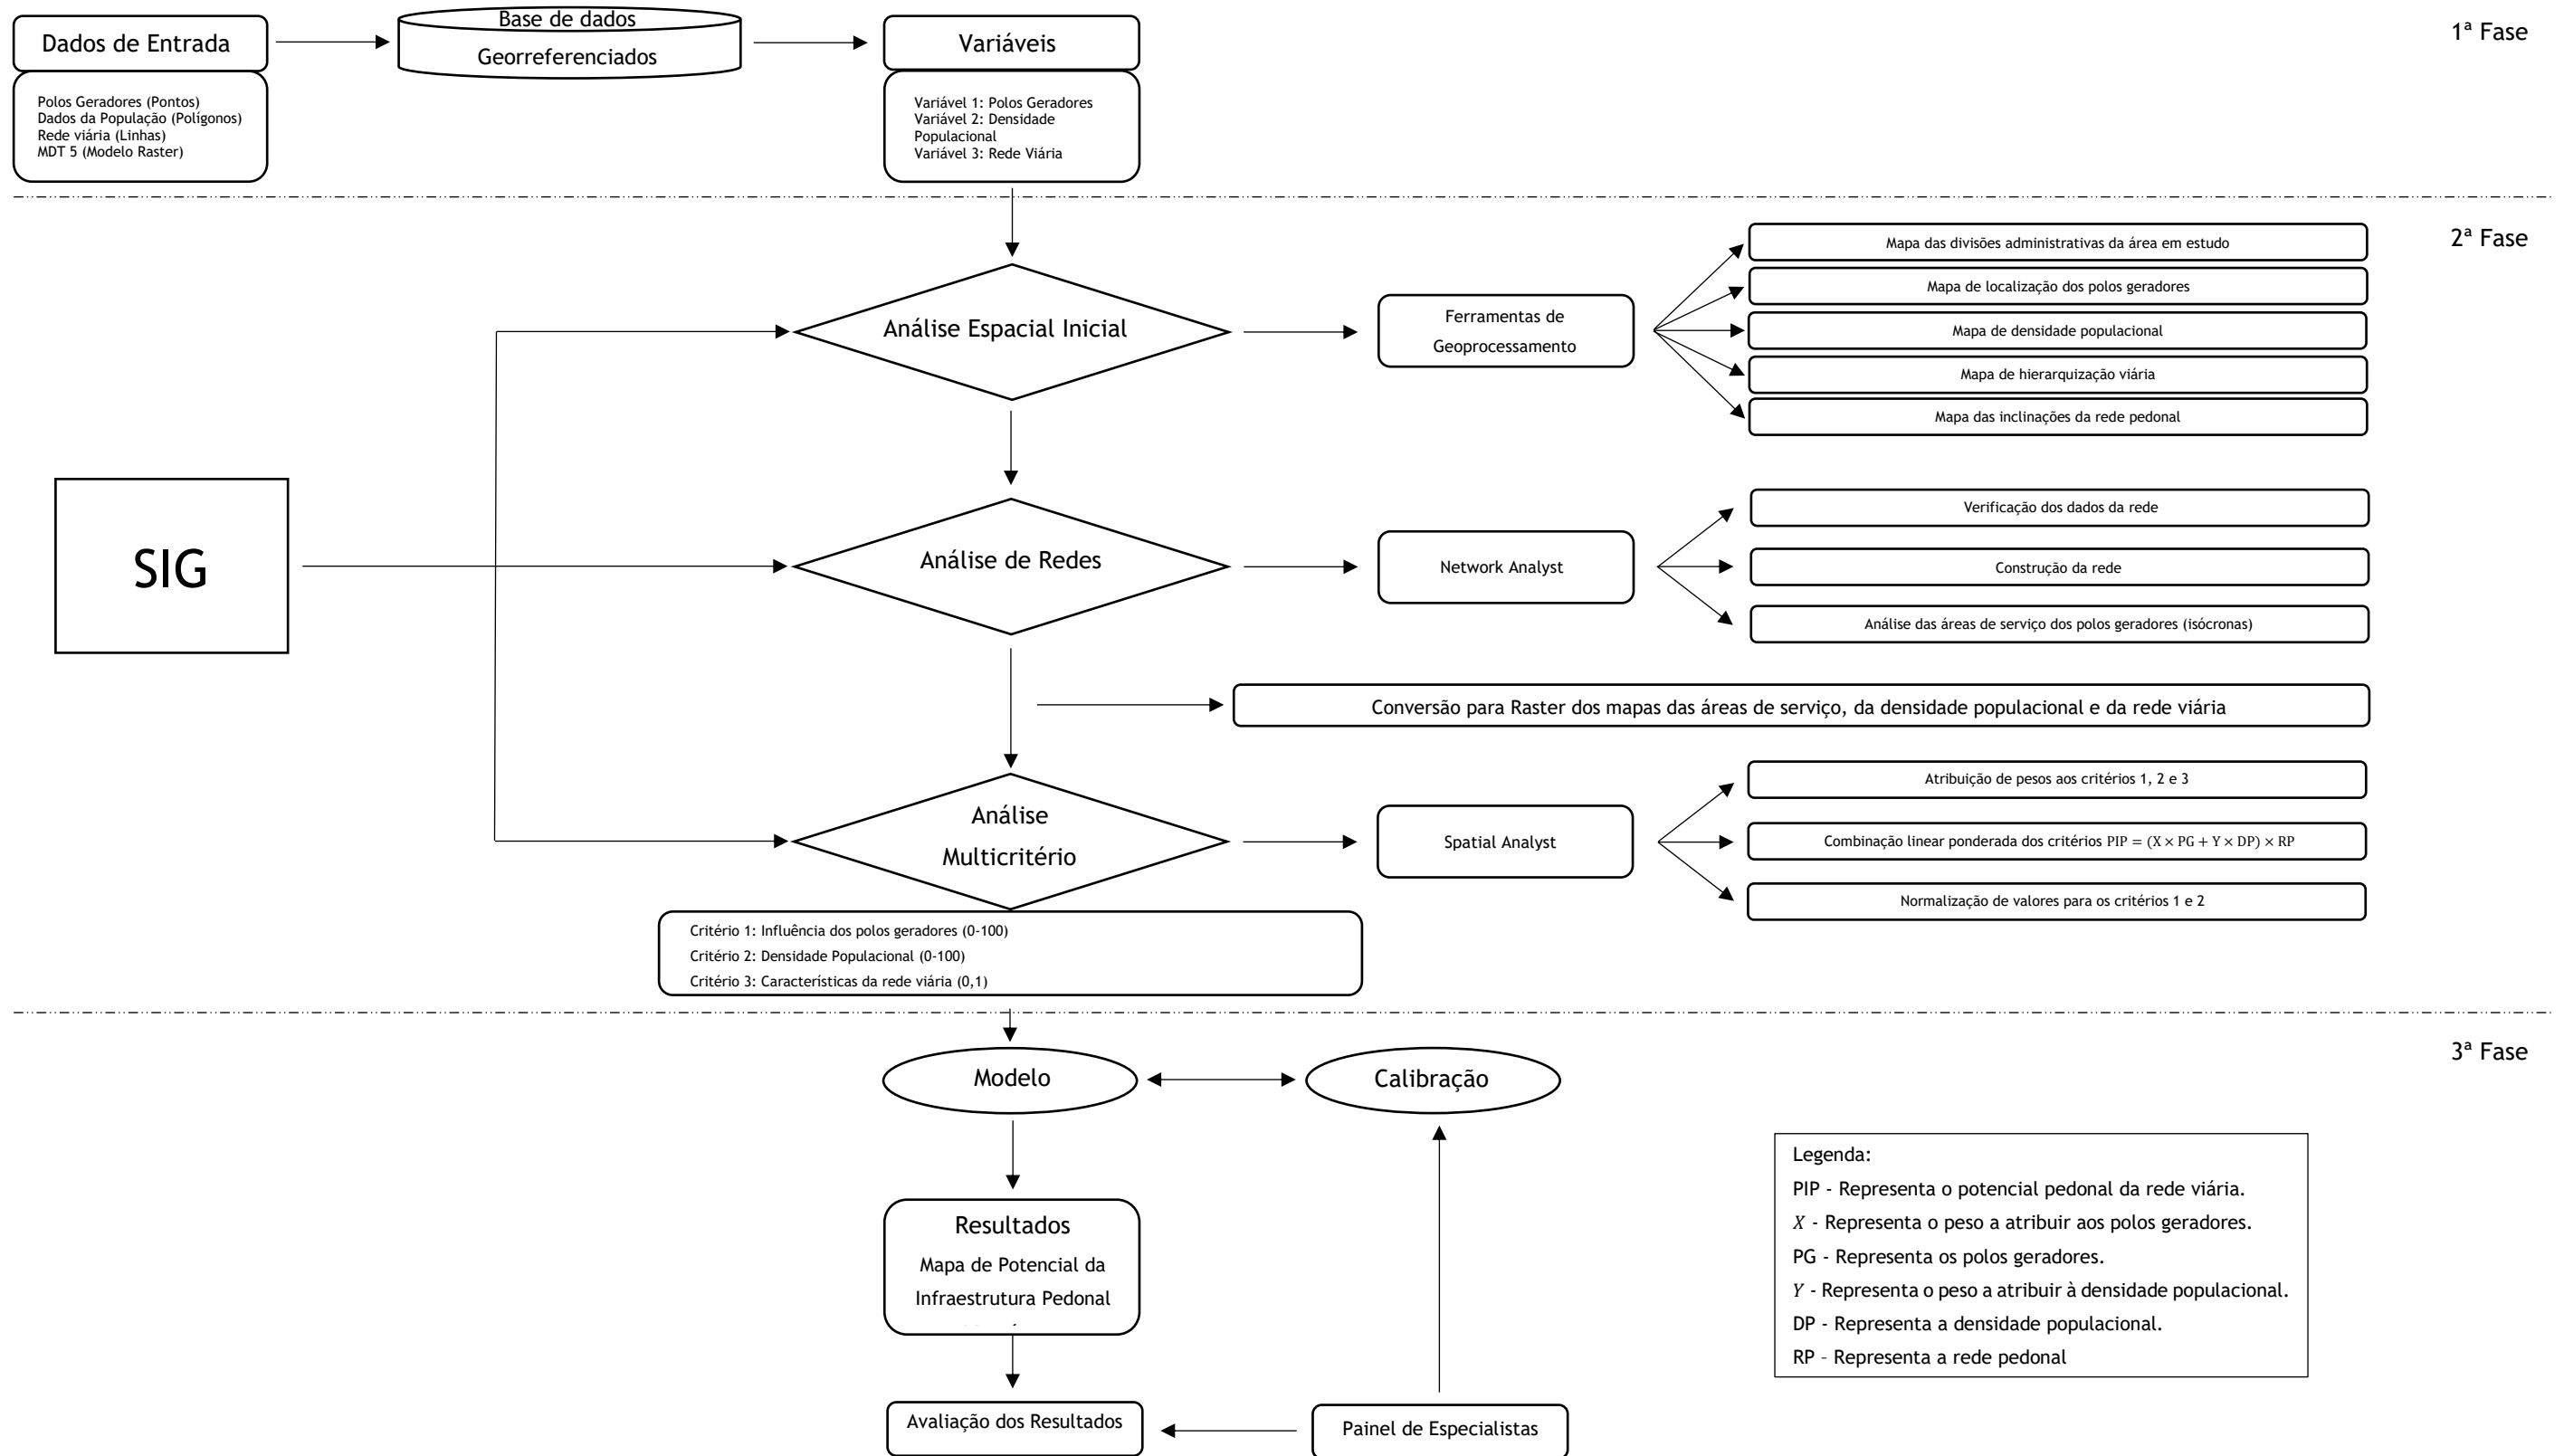 Dados de Entrada
Base de dados
Georreferenciados
Variáveis
1ª Fase
Polos Geradores (Pontos)
Dados da População (Polígonos)
Rede viária (Linhas)
MDT 5 (Modelo Raster)
Variável 1: Polos Geradores
Variável 2: Densidade
Populacional
Variável 3: Rede Viária
2ª Fase
Análise Espacial Inicial
Ferramentas de
Geoprocessamento
Mapa das divisões administrativas da área em estudo
Mapa de localização dos polos geradores
Mapa de densidade populacional
Mapa de hierarquização viária
Mapa das inclinações da rede pedonal
SIG
Análise de Redes
Network Analyst
Verificação dos dados da rede
Construção da rede
Análise das áreas de serviço dos polos geradores (isócronas)
Conversão para Raster dos mapas das áreas de serviço, da densidade populacional e da rede viária
Análise
Multicritério
Spatial Analyst
Atribuição de pesos aos critérios 1, 2 e 3
Combinação linear ponderada dos critérios PIP = (X × PG + Y × DP) × RP
Normalização de valores para os critérios 1 e 2
Critério 1: Influência dos polos geradores (0-100)
Critério 2: Densidade Populacional (0-100)
Critério 3: Características da rede viária (0,1)
3ª Fase
Modelo
Calibração
Resultados
Mapa de Potencial da
Infraestrutura Pedonal
Avaliação dos Resultados
Painel de Especialistas
Legenda:
PIP - Representa o potencial pedonal da rede viária.
X - Representa o peso a atribuir aos polos geradores.
PG - Representa os polos geradores.
Y - Representa o peso a atribuir à densidade populacional.
DP - Representa a densidade populacional.
RP – Representa a rede pedonal